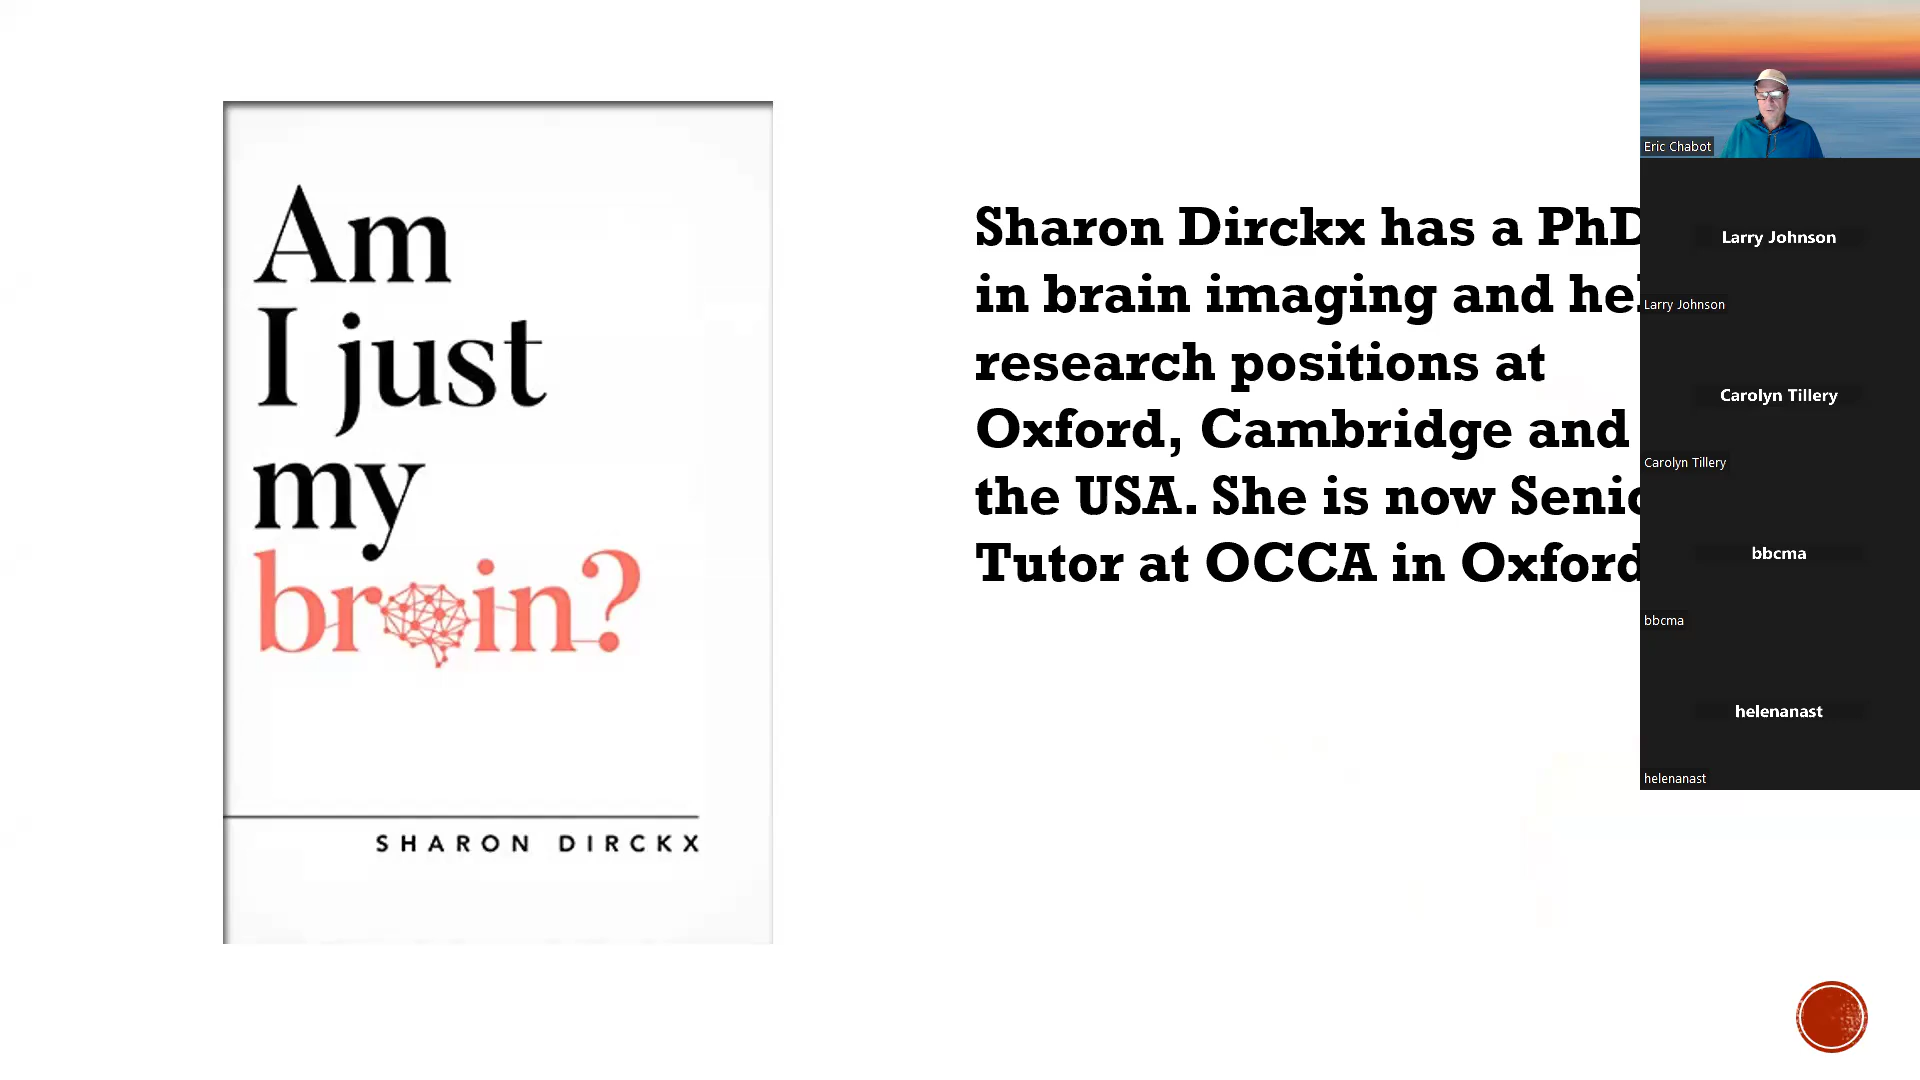 Am
I just
my
brain?
SHARON DIRCKX
Sharon Dirckx has a PhD
in brain imaging and
research positions at
Oxford, Cambridge and
the USA. She is now
Tutor at OCCA in Oxford
Eric Chabot
Larry Johnson
Larry Johnson
Carolyn Tillery
Carolyn Tillery
bbcma
bbcma
helenanast
helenanast